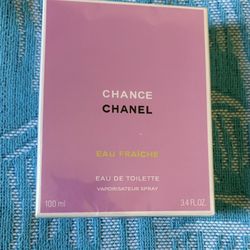 CHANCE
CHANEL
EAU FRAÎCHE
EAU DE TOILETTE
VAPORISATEUR SPRAY
100 ml 3.4 FL.OZ.